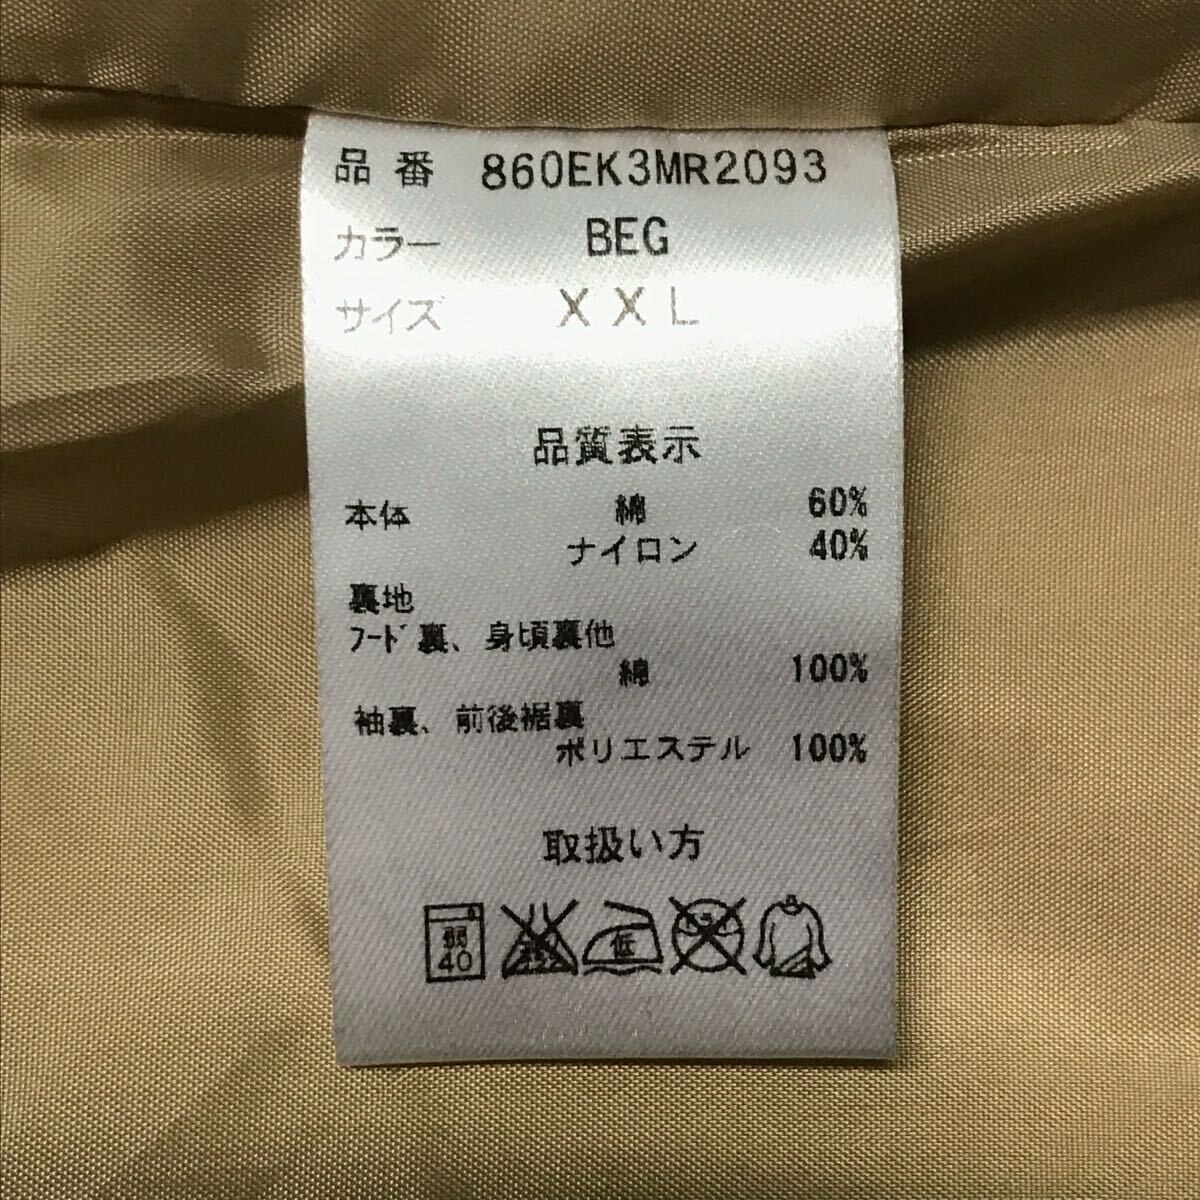 品番 860EK3MR2093
カラー BEG
サイズ XXL
品質表示
本体 綿 60%
ナイロン 40%
裏地
フード裏、身頃裏他
綿 100%
袖裏、前後裾裏
ポリエステル 100%
取扱い方
弱 低
40